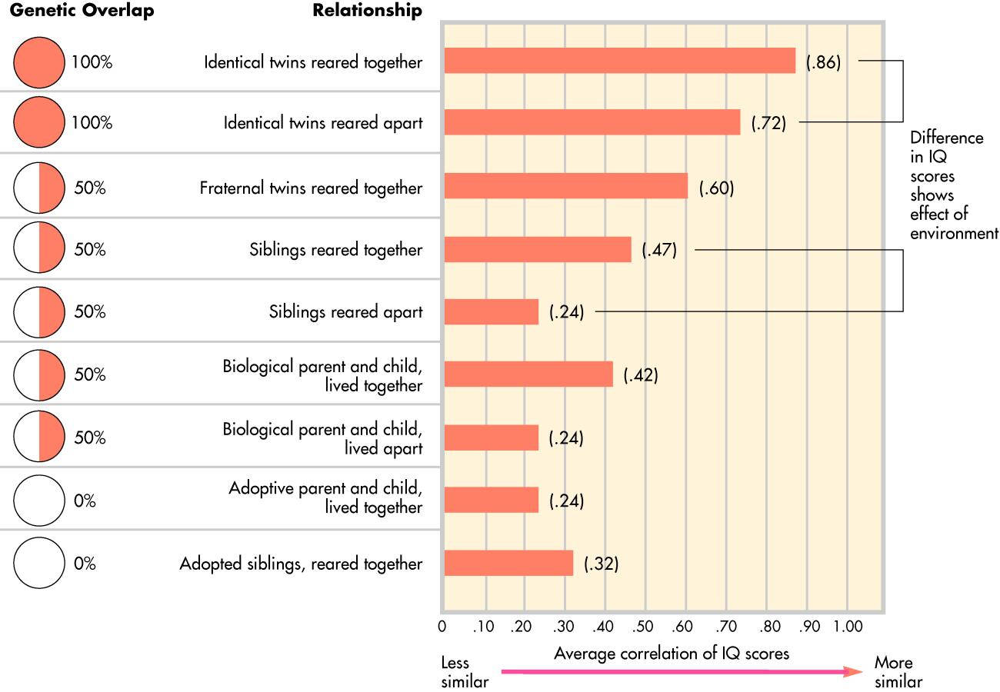 Genetic Overlap Relationship
100% Identical twins reared together (.86)
100% Identical twins reared apart (.72)
Difference
in IQ
scores
shows
effect of
environment
50% Fraternal twins reared together (.60)
50% Siblings reared together (.47)
50% Siblings reared apart (.24)
50% Biological parent and child,
lived together (.42)
50% Biological parent and child,
lived apart (.24)
0% Adoptive parent and child,
lived together (.24)
0% Adopted siblings, reared together (.32)
0 .10 .20 .30 .40 .50 .60 .70 .80 .90 1.00
Average correlation of IQ scores
Less
similar
More
similar